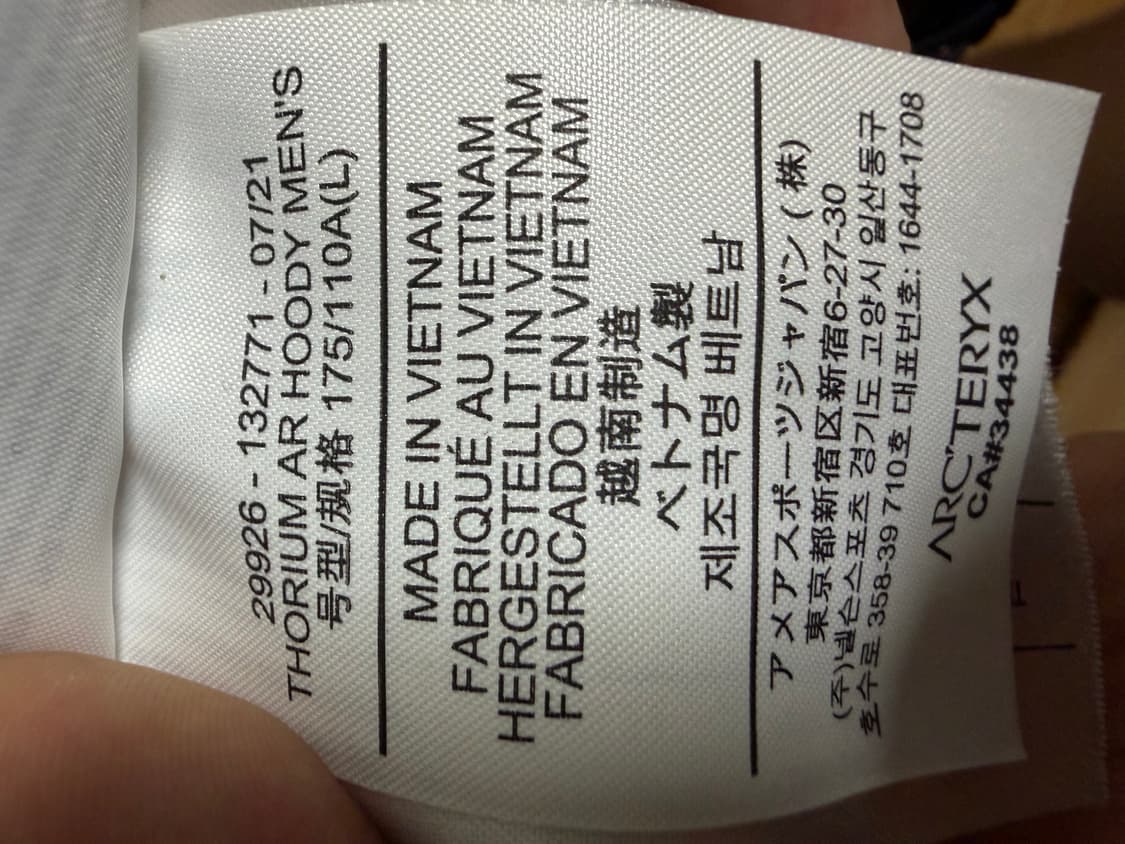 29926 - 132771 - 07/21
THORIUM AR HOODY MEN'S
号型/规格 175/110A(L)
MADE IN VIETNAM
FABRIQUÉ AU VIETNAM
HERGESTELLT IN VIETNAM
FABRICADO EN VIETNAM
越南制造
ベトナム製
제조국명 베트남
アメアスポーツジャパン(株)
東京都新宿区新宿6-27-30
(주)넬슨스포츠 경기도 고양시 일산동구
호수로 358-39 710호 대표번호: 1644-1708
ARC'TERYX
CA#34438